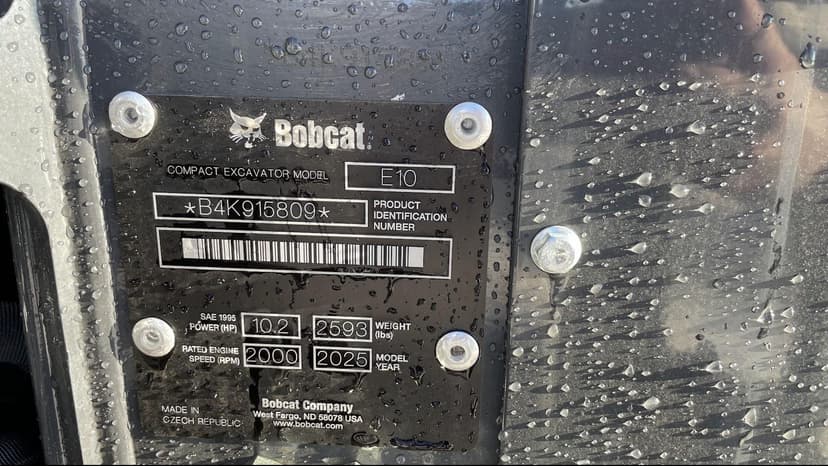 Bobcat.
COMPACT EXCAVATOR MODEL E10
*B4K915809* PRODUCT IDENTIFICATION NUMBER
SAE 1995 POWER (HP) 10.2 2593 WEIGHT (lbs)
RATED ENGINE SPEED (RPM) 2000 2025 MODEL YEAR
Bobcat Company
MADE IN CZECH REPUBLIC West Fargo, ND 58078 USA
www.bobcat.com